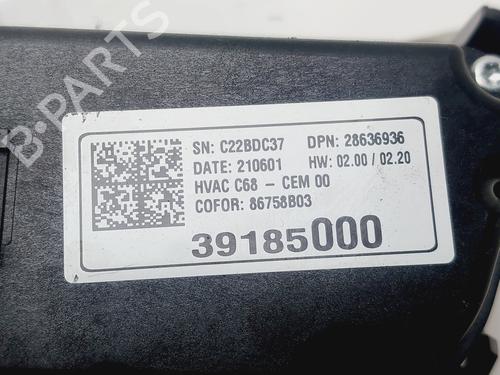 SN: C22BDC37 DPN: 28636936
DATE: 210601 HW: 02.00 / 02.20
HVAC C68 - CEM 00
COFOR: 86758B03
39185000
B-Parts